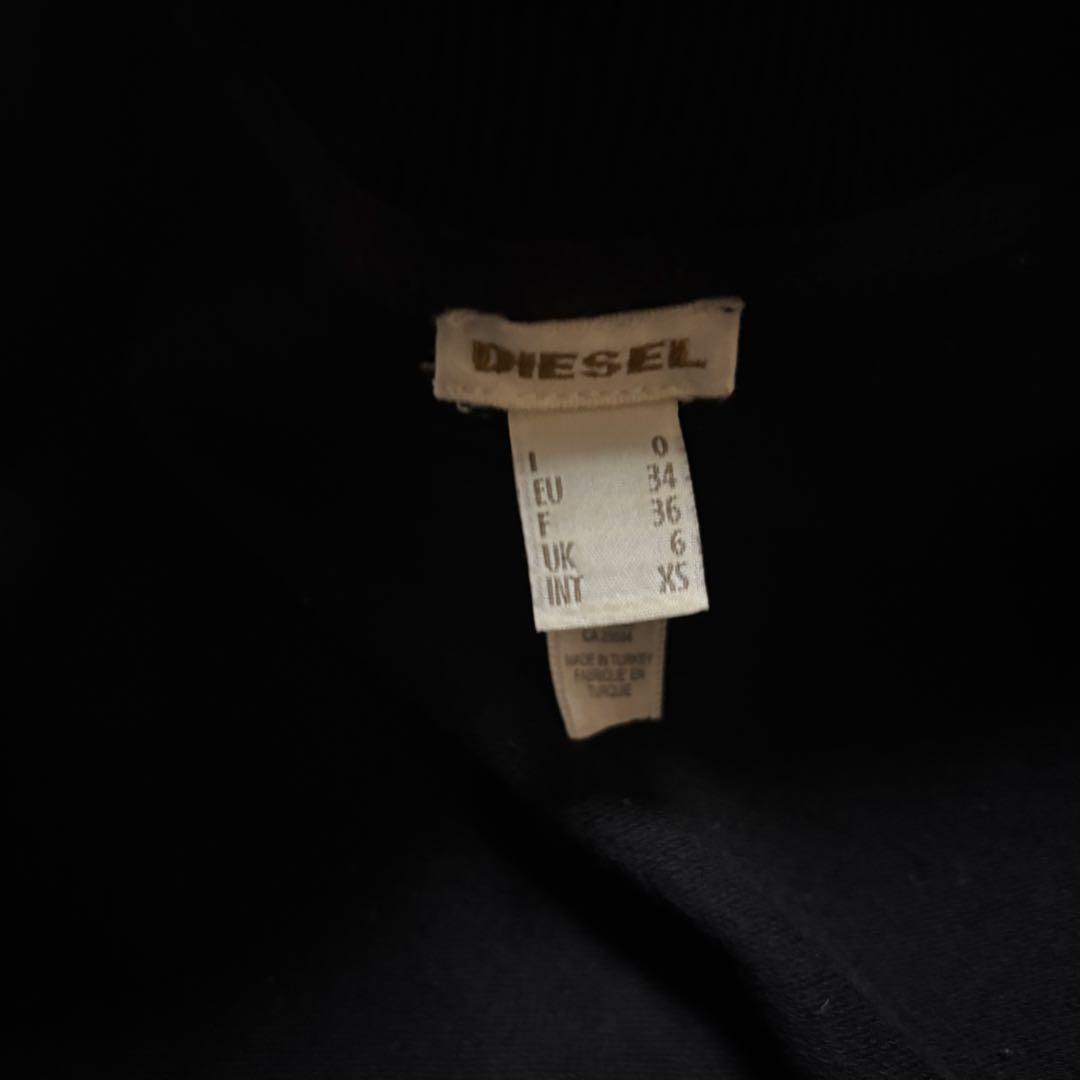 DIESEL
I 0
EU 34
F 36
UK 6
INT XS
MADE IN TURKEY
FABRIQUE EN
TURQUIE